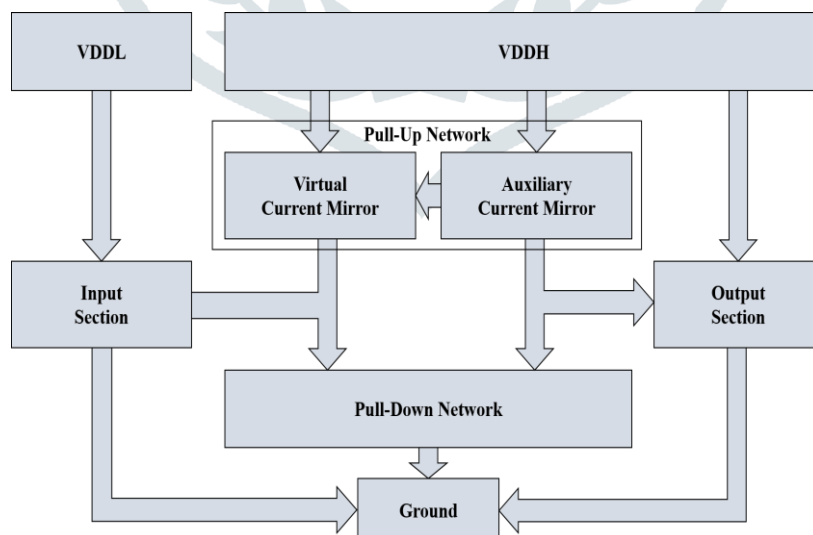 VDDL
VDDH
Pull-Up Network
Virtual
Current Mirror
Auxiliary
Current Mirror
Input
Section
Output
Section
Pull-Down Network
Ground